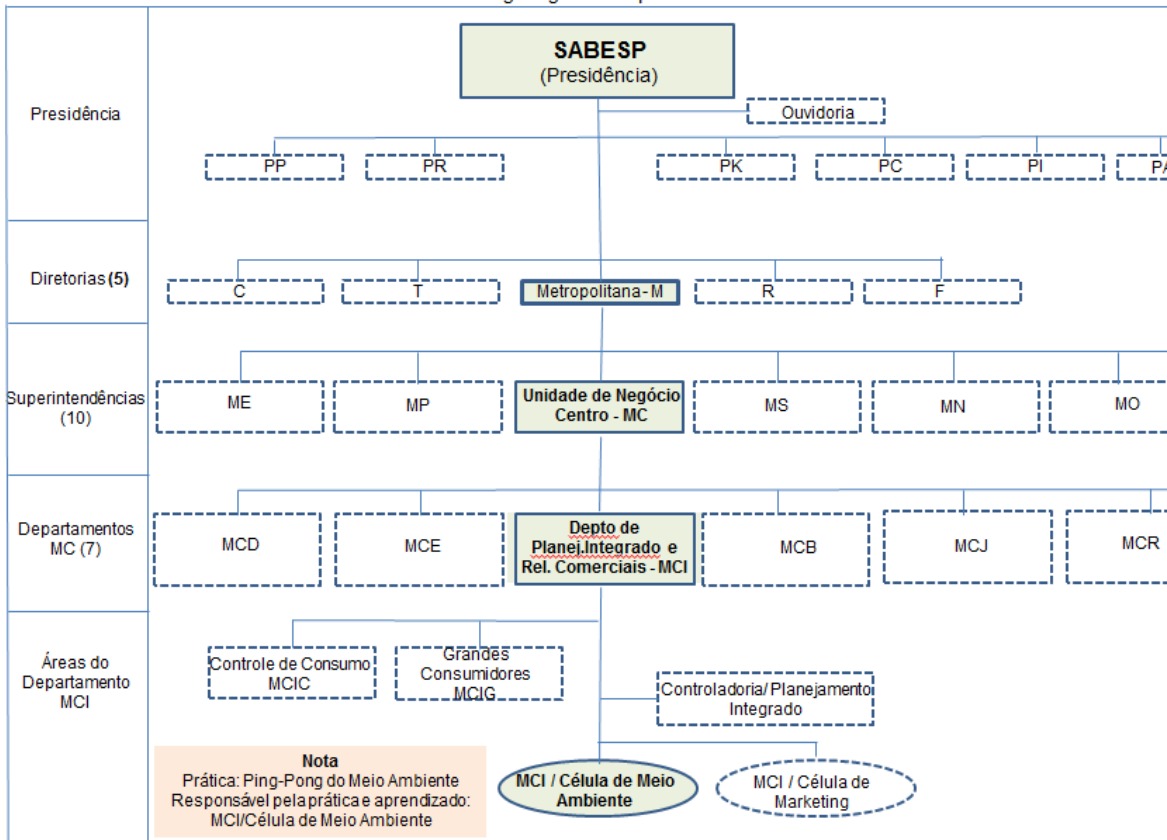 SABESP
(Presidência)
Presidência
Ouvidoria
PP
PR
PK
PC
PI
PA
Diretorias (5)
C
T
Metropolitana - M
R
F
Superintendências
(10)
ME
MP
Unidade de Negócio
Centro - MC
MS
MN
MO
Departamentos
MC (7)
MCD
MCE
Depto de
Planej.Integrado e
Rel. Comerciais - MCI
MCB
MCJ
MCR
Áreas do
Departamento
MCI
Controle de Consumo
MCIC
Grandes
Consumidores
MCIG
Controladoria/ Planejamento
Integrado
Nota
Prática: Ping-Pong do Meio Ambiente
Responsável pela prática e aprendizado:
MCI/Célula de Meio Ambiente
MCI / Célula de Meio
Ambiente
MCI / Célula de
Marketing